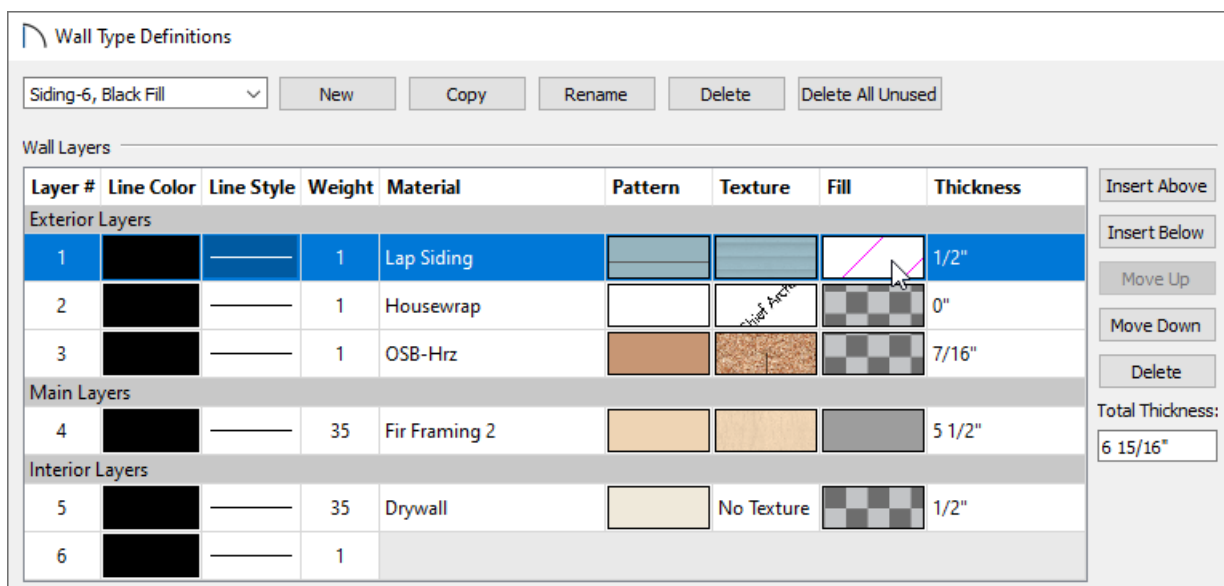 Wall Type Definitions
Siding-6, Black Fill New Copy Rename Delete Delete All Unused
Wall Layers
Layer # Line Color Line Style Weight Material Pattern Texture Fill Thickness
Insert Above
Exterior Layers
Insert Below
1 1 Lap Siding 1/2"
Move Up
2 1 Housewrap Chief 0"
Move Down
3 1 OSB-Hrz 7/16"
Delete
Main Layers
Total Thickness:
4 35 Fir Framing 2 5 1/2"
6 15/16"
Interior Layers
5 35 Drywall No Texture 1/2"
6 1